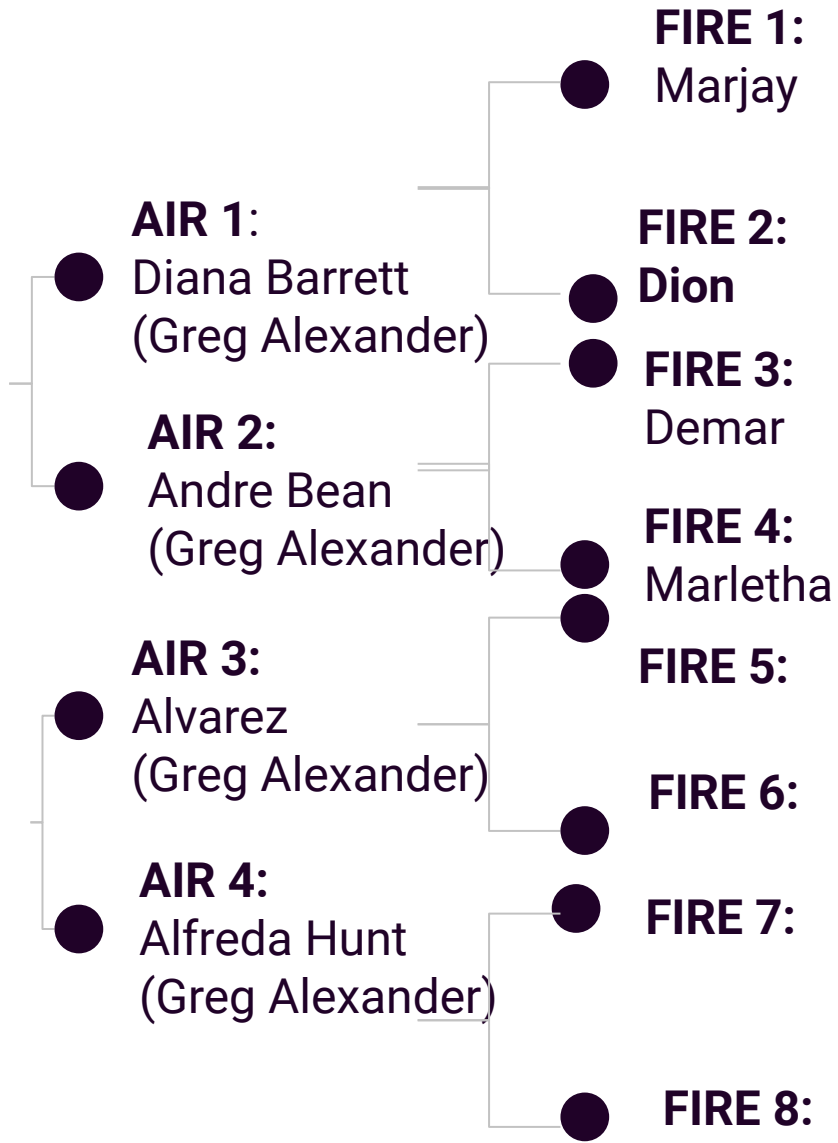 AIR 1:
Diana Barrett
(Greg Alexander)
AIR 2:
Andre Bean
(Greg Alexander)
AIR 3:
Alvarez
(Greg Alexander)
AIR 4:
Alfreda Hunt
(Greg Alexander)
FIRE 1:
Marjay
FIRE 2:
Dion
FIRE 3:
Demar
FIRE 4:
Marletha
FIRE 5:
FIRE 6:
FIRE 7:
FIRE 8: